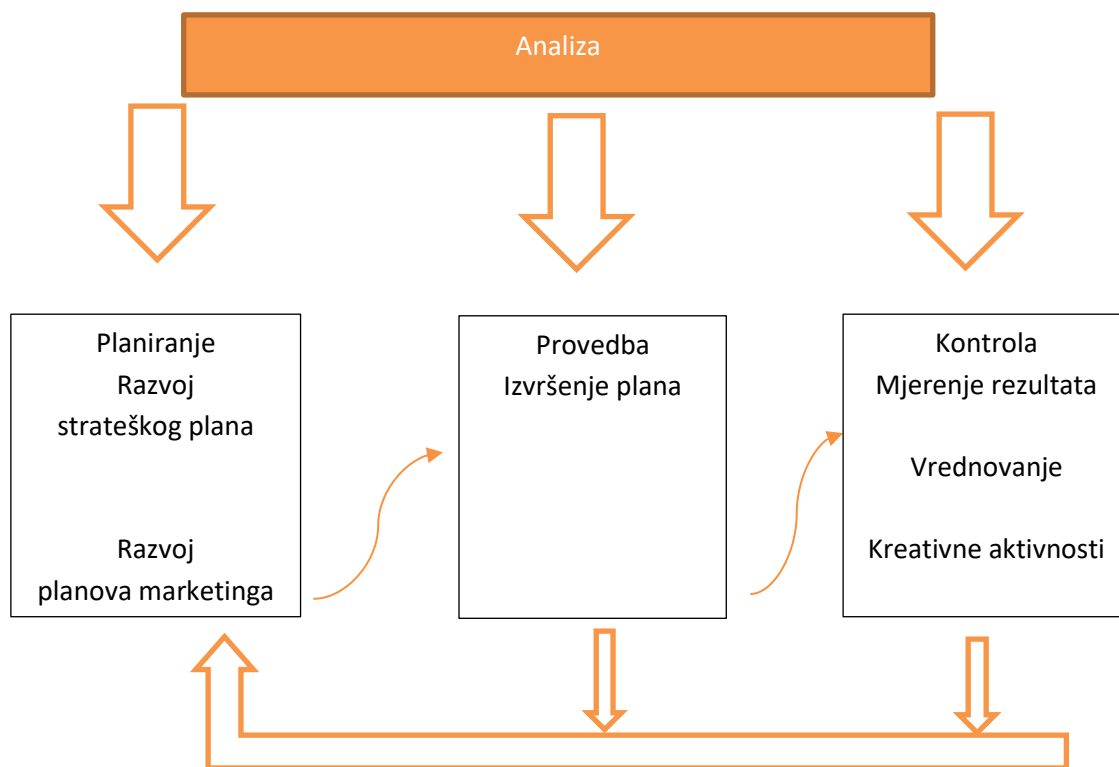 Analiza
Planiranje
Razvoj
strateškog plana
Razvoj
planova marketinga
Provedba
Izvršenje plana
Kontrola
Mjerenje rezultata
Vrednovanje
Kreativne aktivnosti